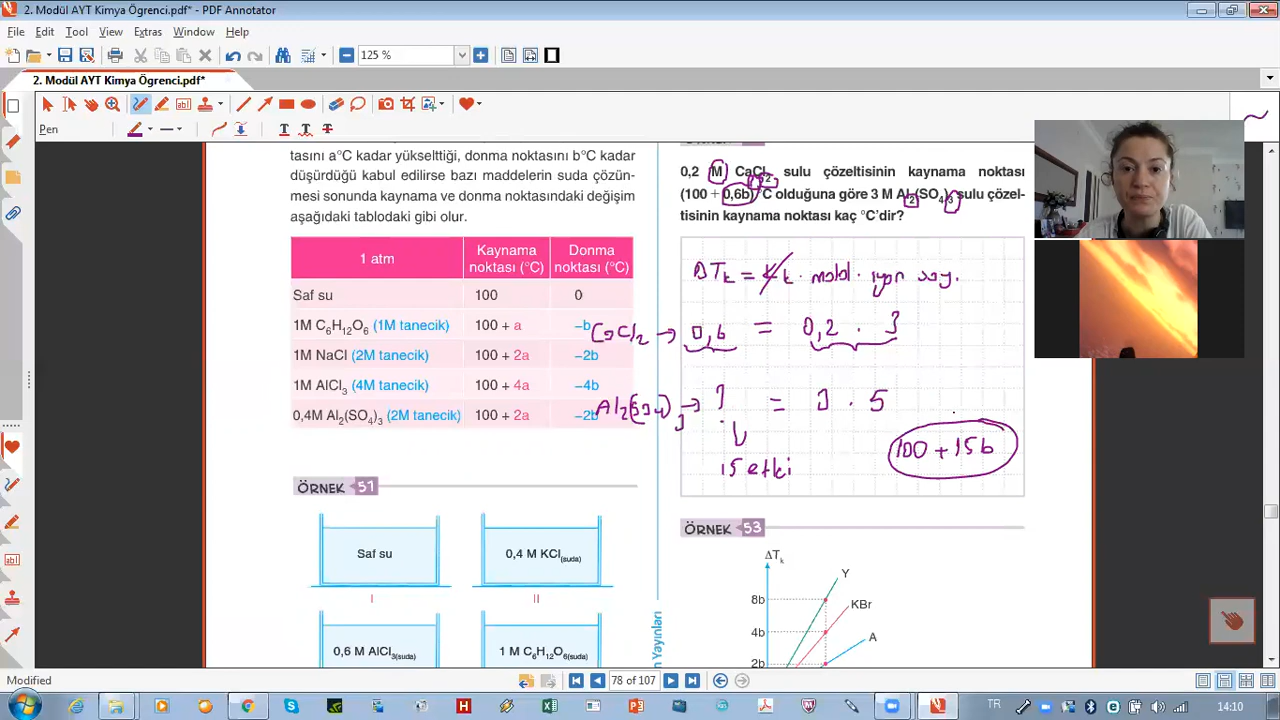 2. Modül AYT Kimya Ögrenci.pdf* - PDF Annotator
File Edit Tool View Extras Window Help
125 %
2. Modül AYT Kimya Ögrenci.pdf*
Pen
tasını a°C kadar yükselttiği, donma noktasını b°C kadar
düşürdüğü kabul edilirse bazı maddelerin suda çözün-
mesi sonunda kaynama ve donma noktasındaki değişim
aşağıdaki tablodaki gibi olur.
1 atm Kaynama noktası (°C) Donma noktası (°C)
Saf su 100 0
1M C₆H₁₂O₆ (1M tanecik) 100 + a –b
1M NaCl (2M tanecik) 100 + 2a –2b
1M AlCl₃ (4M tanecik) 100 + 4a –4b
0,4M Al₂(SO₄)₃ (2M tanecik) 100 + 2a –2b
ÖRNEK 51
Saf su
0,4 M KCl(suda)
I
II
0,6 M AlCl₃(suda)
1 M C₆H₁₂O₆(suda)
0,2 M CaCl₂ sulu çözeltisinin kaynama noktası
(100 + 0,6b)°C olduğuna göre 3 M Al₂(SO₄)₃ sulu çözel-
tisinin kaynama noktası kaç °C'dir?
ΔTk = Kk . molal . iyon say.
CaCl₂ → 0,6 = 0,2 . 3
Al₂(SO₄)₃ → ? = 3 . 5
15 etki
100 + 15b
ÖRNEK 53
ΔTk
Y
8b
KBr
4b
A
2b
Yayınları
Modified
78 of 107
TR
14:10